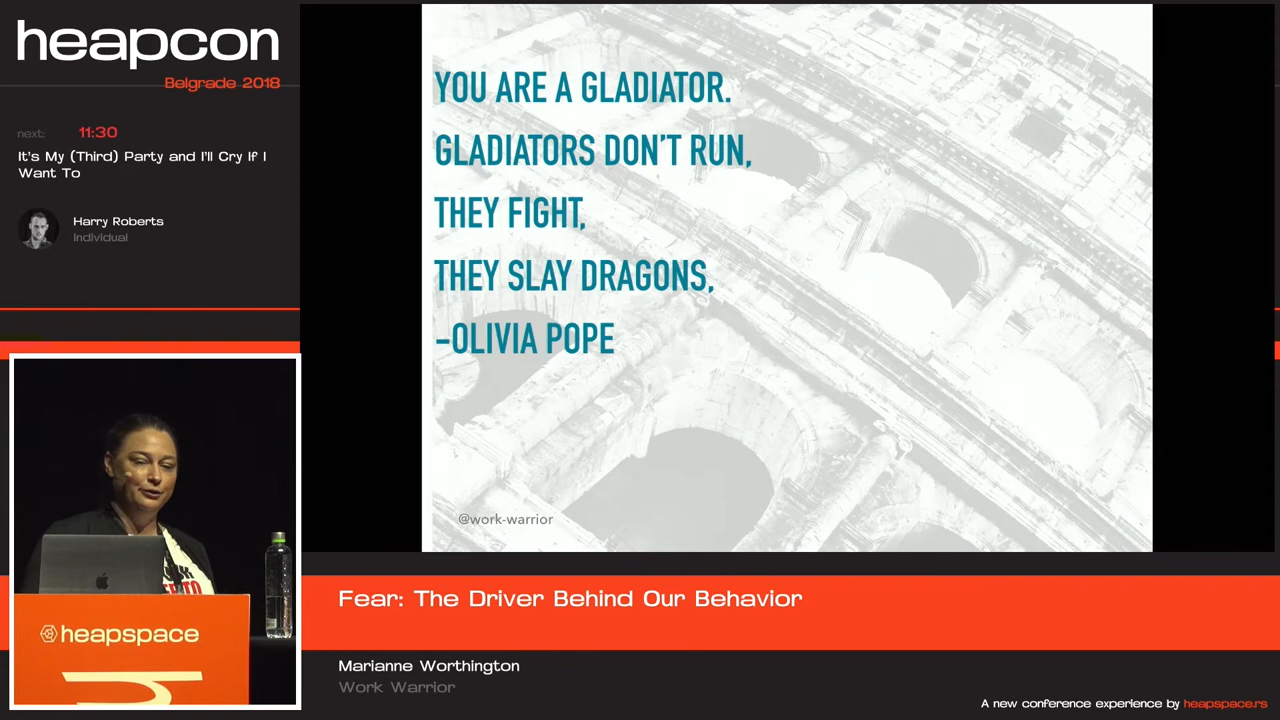 heapcon
Belgrade 2018
next: 11:30
It's My (Third) Party and I'll Cry If I
Want To
Harry Roberts
Individual
YOU ARE A GLADIATOR.
GLADIATORS DON'T RUN,
THEY FIGHT,
THEY SLAY DRAGONS,
-OLIVIA POPE
@work-warrior
heapspace
Fear: The Driver Behind Our Behavior
Marianne Worthington
Work Warrior
A new conference experience by heapspace.rs